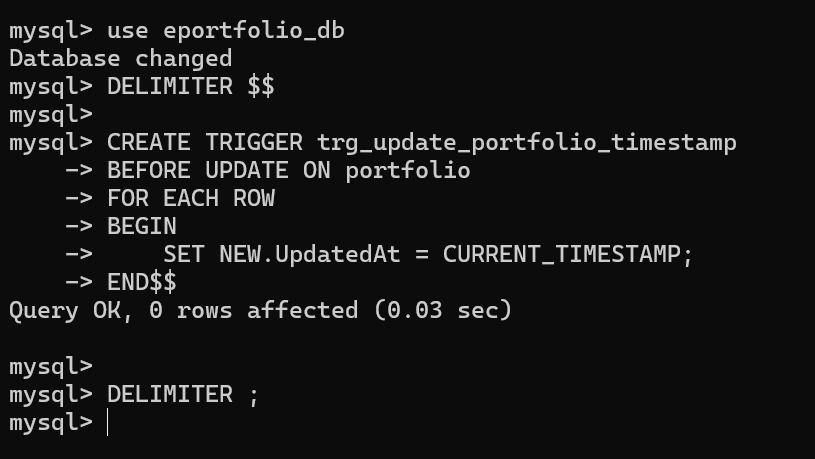 mysql> use eportfolio_db
Database changed
mysql> DELIMITER $$
mysql>
mysql> CREATE TRIGGER trg_update_portfolio_timestamp
    -> BEFORE UPDATE ON portfolio
    -> FOR EACH ROW
    -> BEGIN
    ->     SET NEW.UpdatedAt = CURRENT_TIMESTAMP;
    -> END$$
Query OK, 0 rows affected (0.03 sec)

mysql>
mysql> DELIMITER ;
mysql>